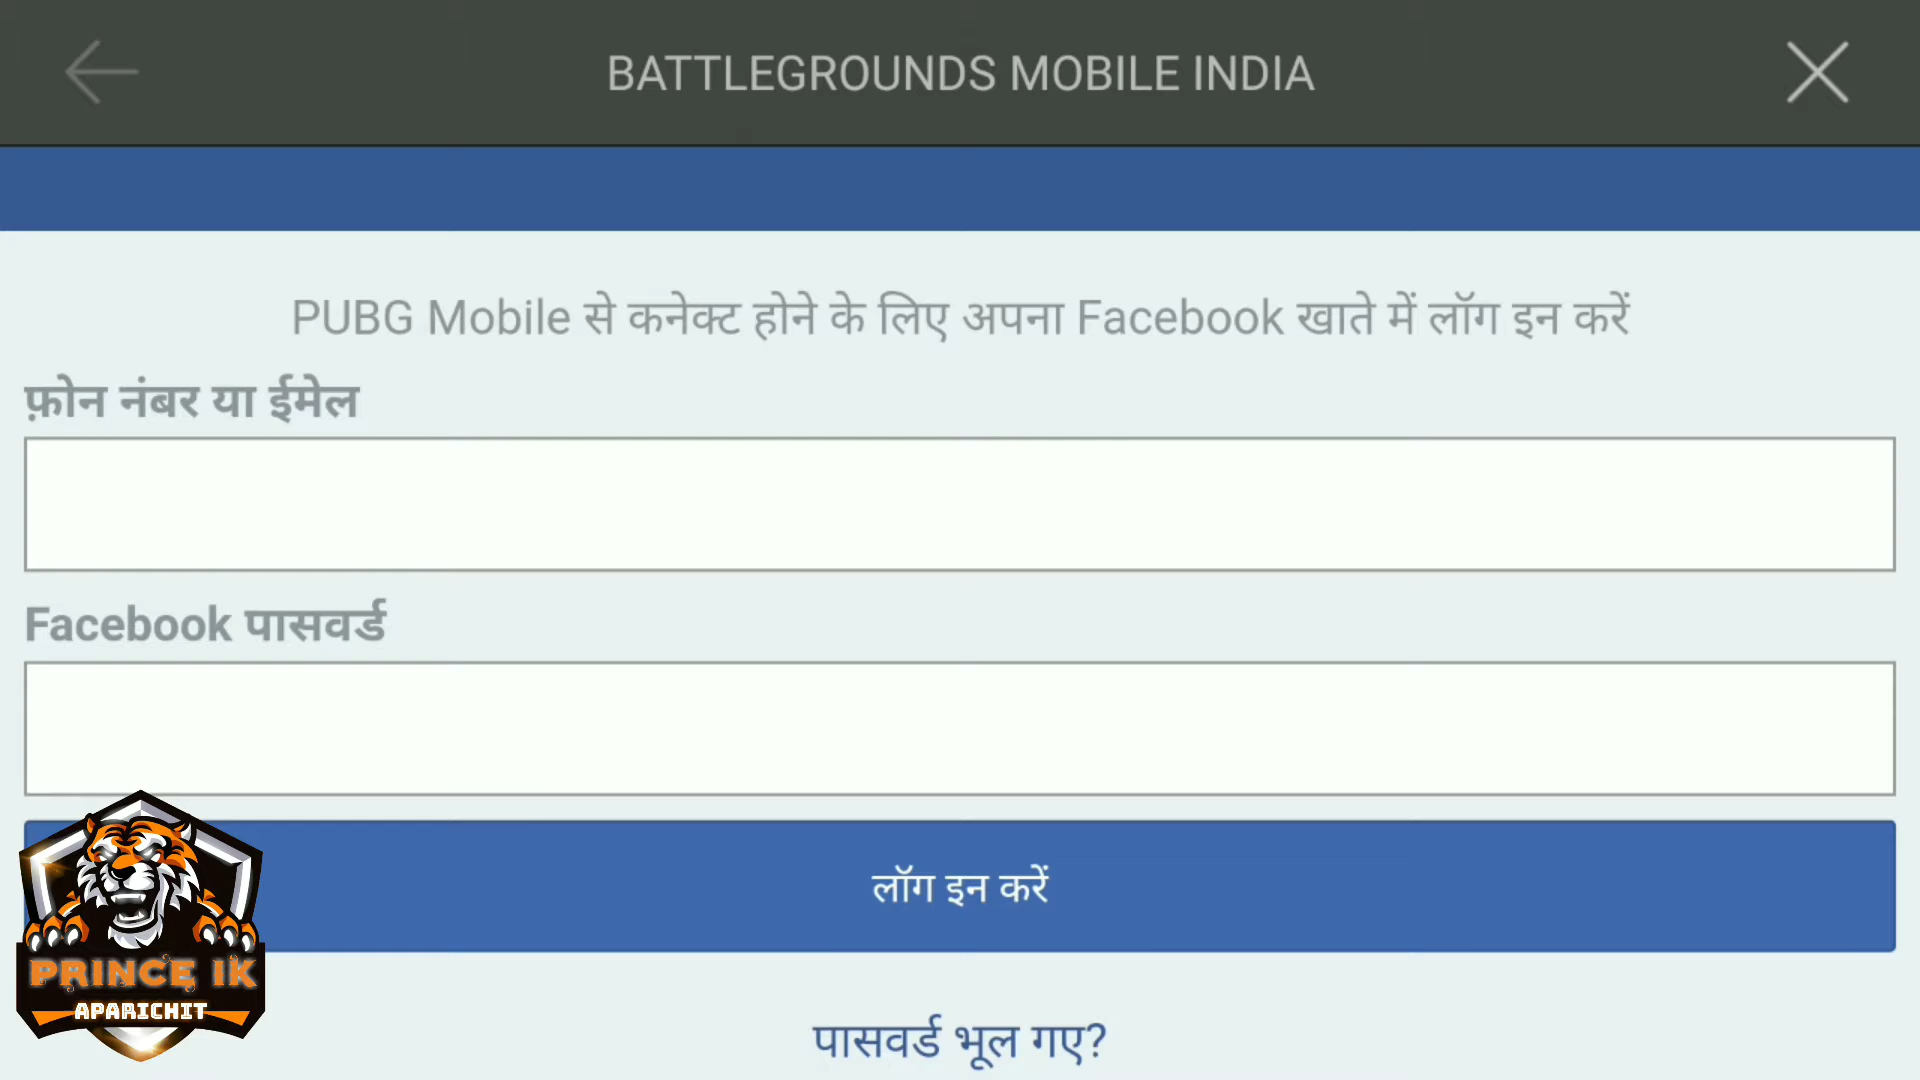 BATTLEGROUNDS MOBILE INDIA
PUBG Mobile से कनेक्ट होने के लिए अपना Facebook खाते में लॉग इन करें
फ़ोन नंबर या ईमेल
Facebook पासवर्ड
लॉग इन करें
पासवर्ड भूल गए?
PRINCE IK
APARICHIT